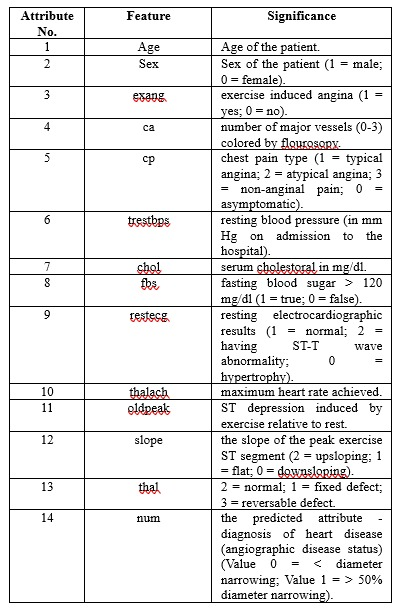 Attribute Feature Significance
No.
1 Age Age of the patient.
2 Sex Sex of the patient (1 = male;
0 = female).
3 exang exercise induced angina (1 =
yes; 0 = no).
4 ca number of major vessels (0-3)
colored by flourosopy.
5 cp chest pain type (1 = typical
angina; 2 = atypical angina; 3
= non-anginal pain; 0 =
asymptomatic).
6 trestbps resting blood pressure (in mm
Hg on admission to the
hospital).
7 chol serum cholestoral in mg/dl.
8 fbs fasting blood sugar > 120
mg/dl (1 = true; 0 = false).
9 restecg resting electrocardiographic
results (1 = normal; 2 =
having ST-T wave
abnormality; 0 =
hypertrophy).
10 thalach maximum heart rate achieved.
11 oldpeak ST depression induced by
exercise relative to rest.
12 slope the slope of the peak exercise
ST segment (2 = upsloping; 1
= flat; 0 = downsloping).
13 thal 2 = normal; 1 = fixed defect;
3 = reversable defect.
14 num the predicted attribute -
diagnosis of heart disease
(angiographic disease status)
(Value 0 = < diameter
narrowing; Value 1 = > 50%
diameter narrowing).